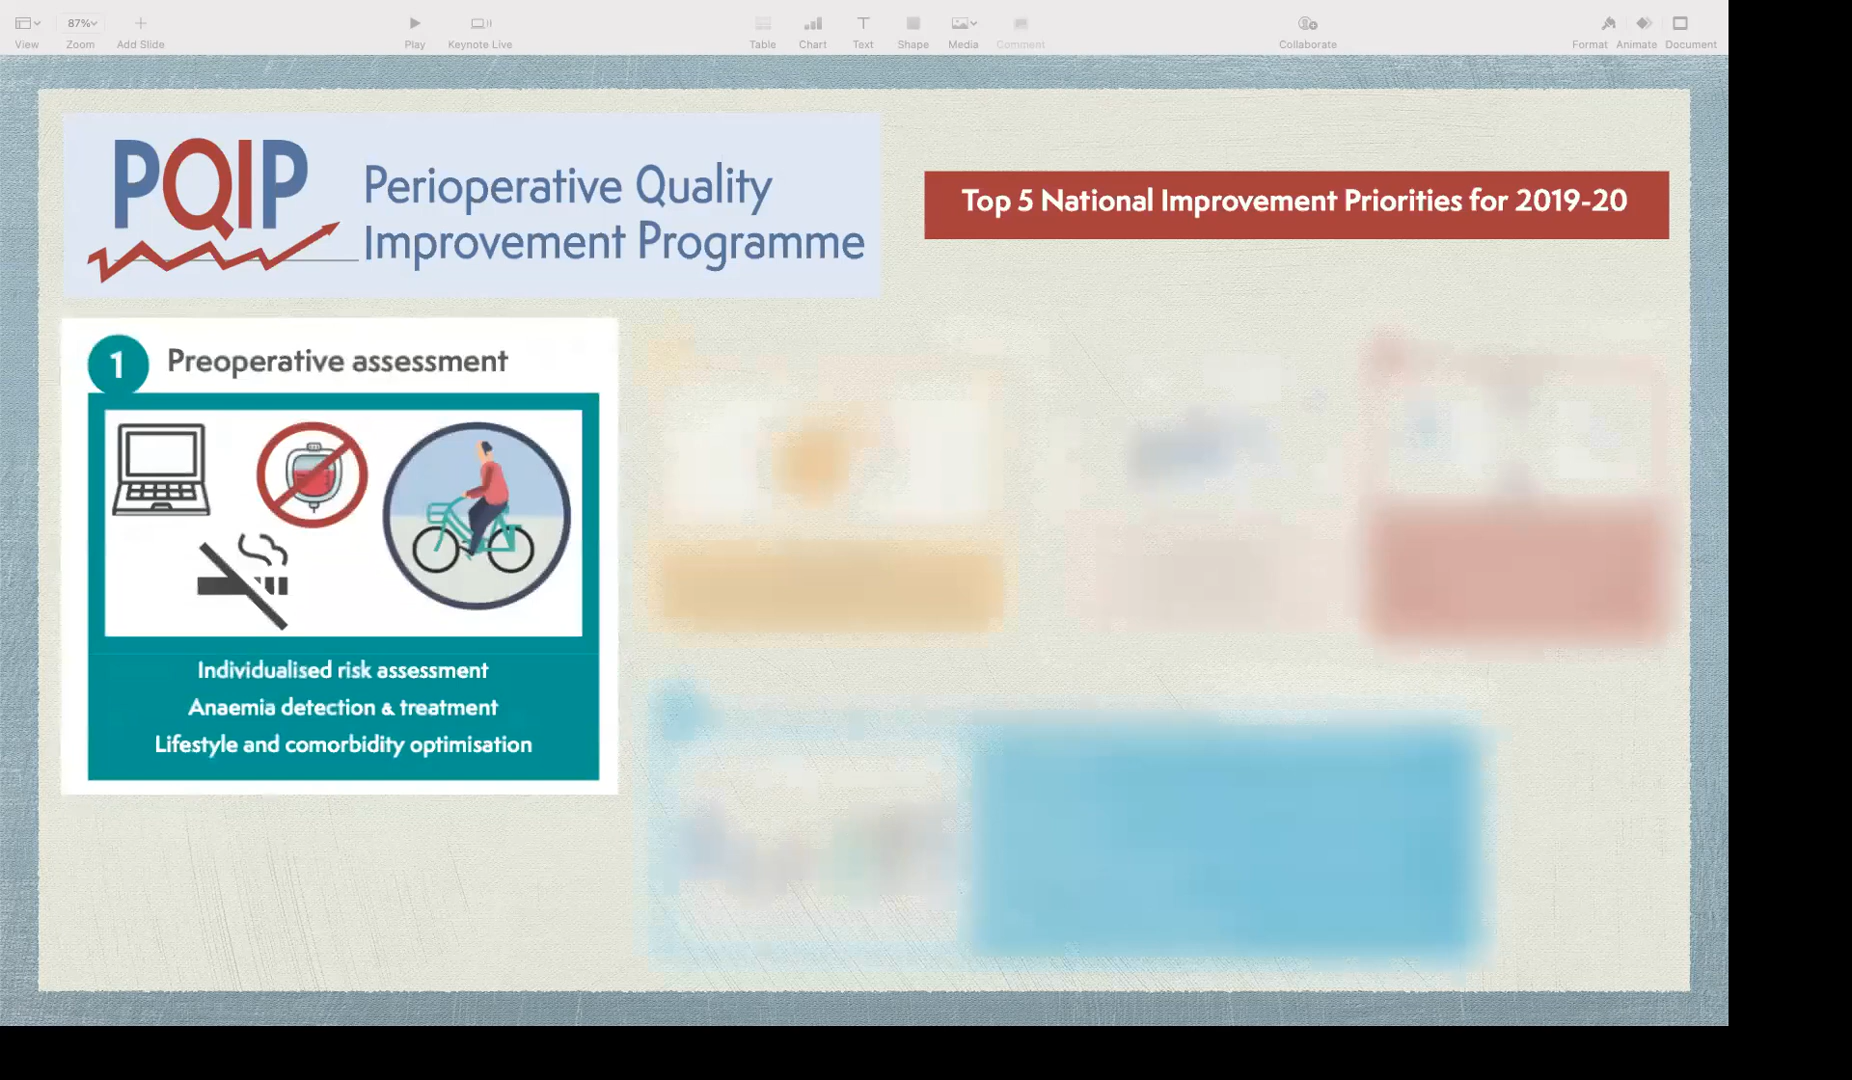 87%
View
Zoom
Add Slide
Play
Keynote Live
Table
Chart
Text
Shape
Media
Comment
Collaborate
Format
Animate
Document
PQIP
Perioperative Quality
Improvement Programme
Top 5 National Improvement Priorities for 2019-20
1 Preoperative assessment
Individualised risk assessment
Anaemia detection & treatment
Lifestyle and comorbidity optimisation